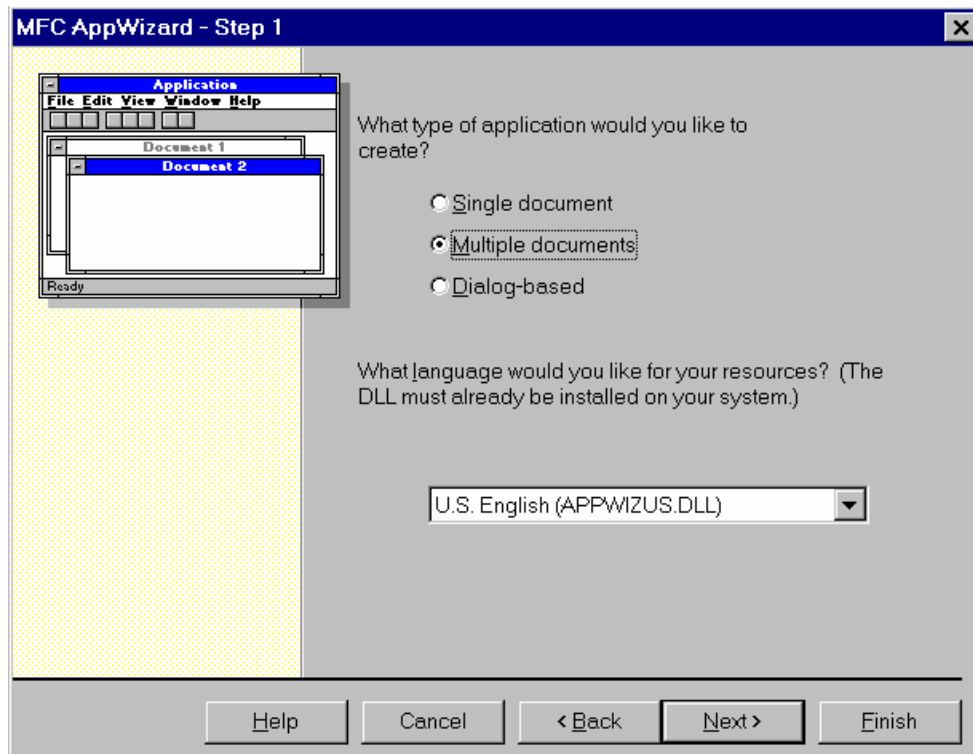 MFC AppWizard - Step 1
Application
File Edit View Window Help
Document 1
Document 2
Ready
What type of application would you like to
create?
Single document
Multiple documents
Dialog-based
What language would you like for your resources? (The
DLL must already be installed on your system.)
U.S. English (APPWIZUS.DLL)
Help
Cancel
< Back
Next >
Finish